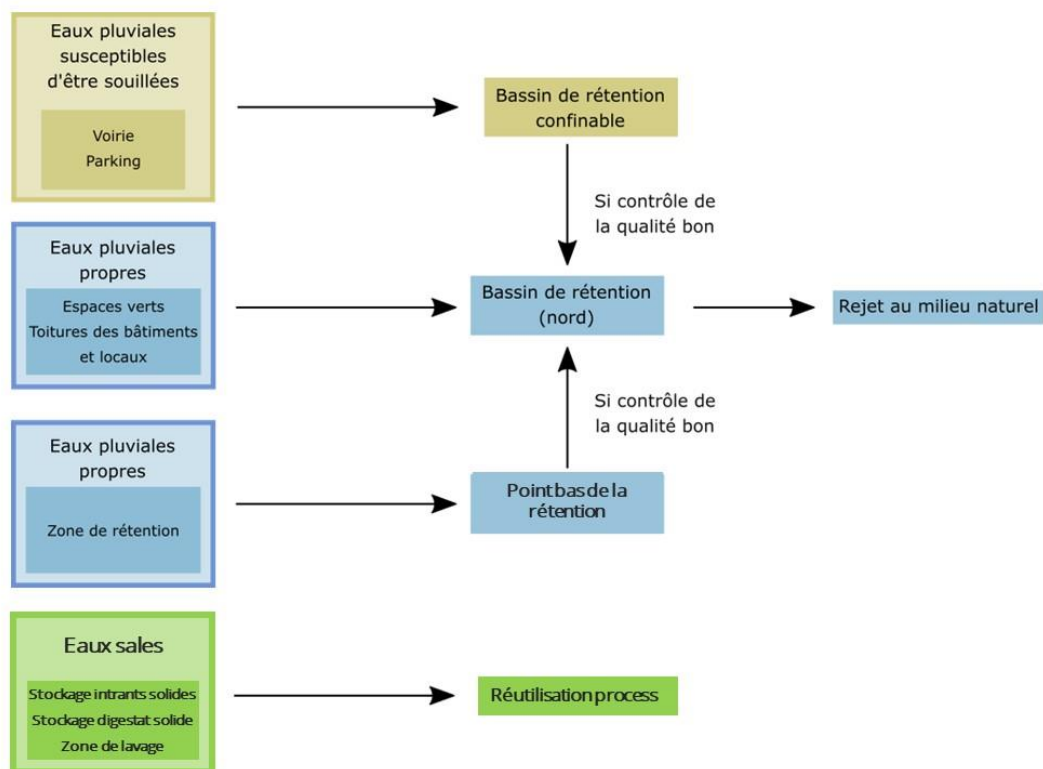 Eaux pluviales
susceptibles
d'être souillées
Voirie
Parking
Bassin de rétention
confinable
Si contrôle de
la qualité bon
Eaux pluviales
propres
Espaces verts
Toitures des bâtiments
et locaux
Bassin de rétention
(nord)
Rejet au milieu naturel
Si contrôle de
la qualité bon
Eaux pluviales
propres
Zone de rétention
Point bas de la
rétention
Eaux sales
Stockage intrants solides
Stockage digestat solide
Zone de lavage
Réutilisation process